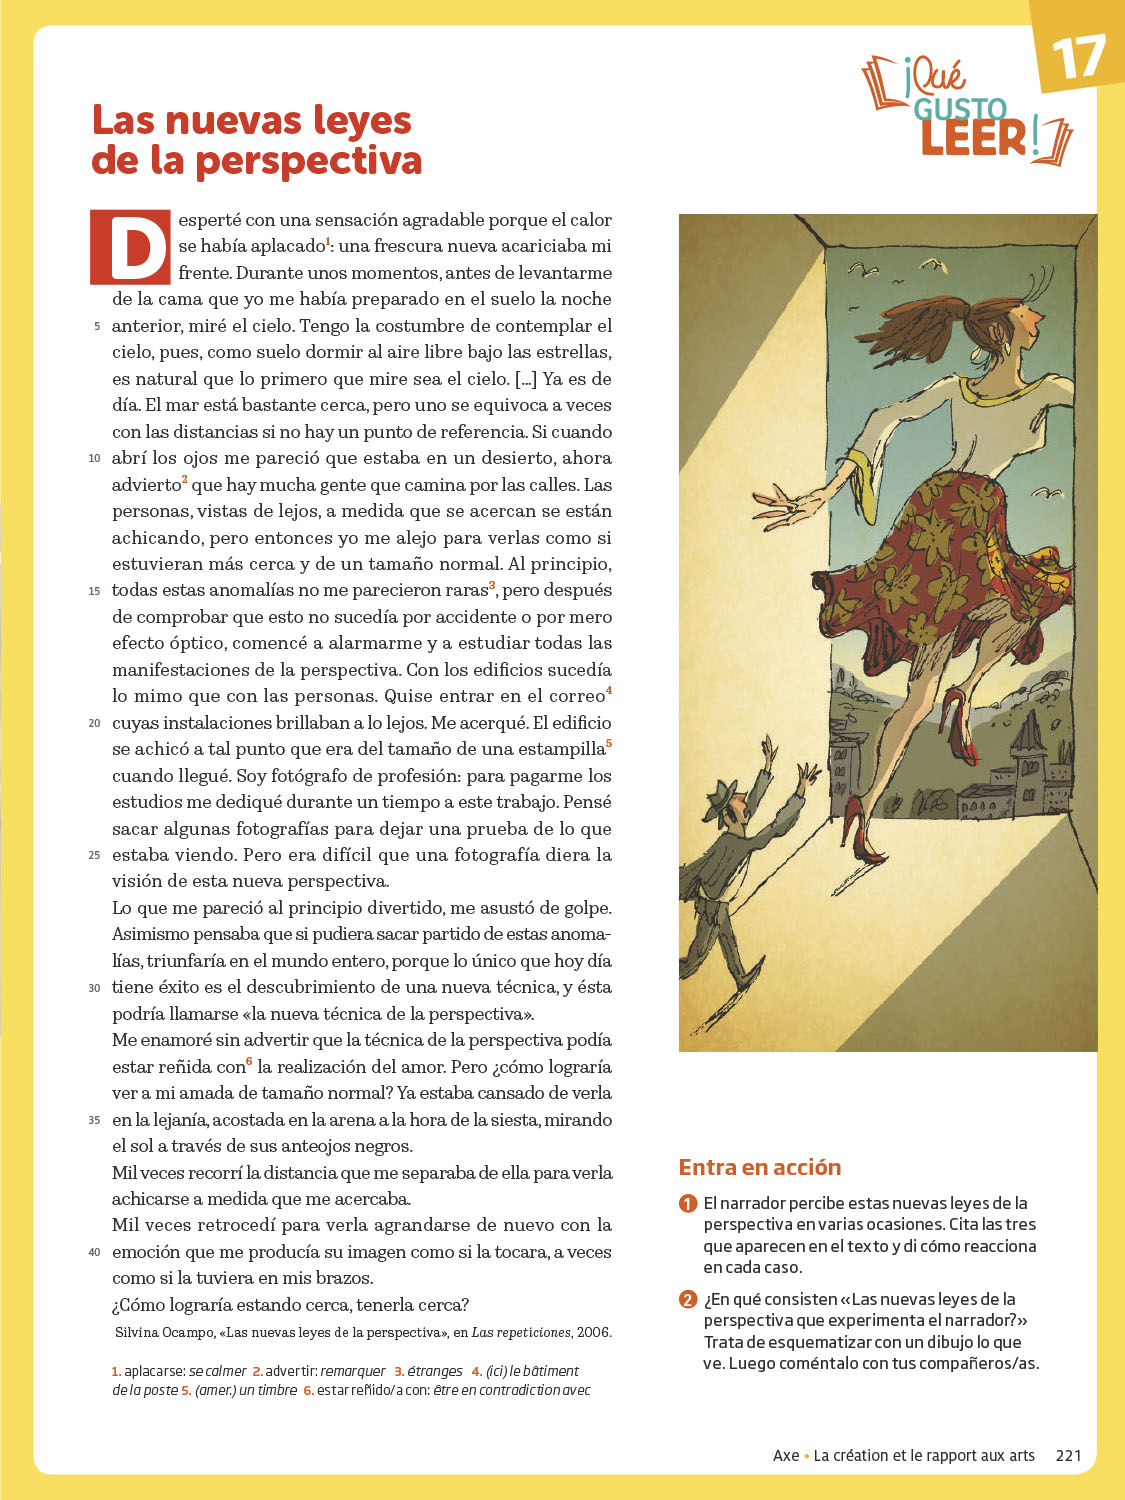 17
¡Qué
GUSTO
LEER!
Las nuevas leyes
de la perspectiva
Desperté con una sensación agradable porque el calor
se había aplacado1: una frescura nueva acariciaba mi
frente. Durante unos momentos, antes de levantarme
de la cama que yo me había preparado en el suelo la noche
5 anterior, miré el cielo. Tengo la costumbre de contemplar el
cielo, pues, como suelo dormir al aire libre bajo las estrellas,
es natural que lo primero que mire sea el cielo. [...] Ya es de
día. El mar está bastante cerca, pero uno se equivoca a veces
con las distancias si no hay un punto de referencia. Si cuando
10 abrí los ojos me pareció que estaba en un desierto, ahora
advierto2 que hay mucha gente que camina por las calles. Las
personas, vistas de lejos, a medida que se acercan se están
achicando, pero entonces yo me alejo para verlas como si
estuvieran más cerca y de un tamaño normal. Al principio,
15 todas estas anomalías no me parecieron raras3, pero después
de comprobar que esto no sucedía por accidente o por mero
efecto óptico, comencé a alarmarme y a estudiar todas las
manifestaciones de la perspectiva. Con los edificios sucedía
lo mimo que con las personas. Quise entrar en el correo4
20 cuyas instalaciones brillaban a lo lejos. Me acerqué. El edificio
se achicó a tal punto que era del tamaño de una estampilla5
cuando llegué. Soy fotógrafo de profesión: para pagarme los
estudios me dediqué durante un tiempo a este trabajo. Pensé
sacar algunas fotografías para dejar una prueba de lo que
25 estaba viendo. Pero era difícil que una fotografía diera la
visión de esta nueva perspectiva.
Lo que me pareció al principio divertido, me asustó de golpe.
Asimismo pensaba que si pudiera sacar partido de estas anoma-
lías, triunfaría en el mundo entero, porque lo único que hoy día
30 tiene éxito es el descubrimiento de una nueva técnica, y ésta
podría llamarse «la nueva técnica de la perspectiva».
Me enamoré sin advertir que la técnica de la perspectiva podía
estar reñida con6 la realización del amor. Pero ¿cómo lograría
ver a mi amada de tamaño normal? Ya estaba cansado de verla
35 en la lejanía, acostada en la arena a la hora de la siesta, mirando
el sol a través de sus anteojos negros.
Mil veces recorrí la distancia que me separaba de ella para verla
achicarse a medida que me acercaba.
Mil veces retrocedí para verla agrandarse de nuevo con la
40 emoción que me producía su imagen como si la tocara, a veces
como si la tuviera en mis brazos.
¿Cómo lograría estando cerca, tenerla cerca?
Silvina Ocampo, «Las nuevas leyes de la perspectiva», en Las repeticiones, 2006.
1. aplacarse: se calmer 2. advertir: remarquer 3. étranges 4. (ici) le bâtiment
de la poste 5. (amer.) un timbre 6. estar reñido/a con: être en contradiction avec
Entra en acción
1 El narrador percibe estas nuevas leyes de la
perspectiva en varias ocasiones. Cita las tres
que aparecen en el texto y di cómo reacciona
en cada caso.
2 ¿En qué consisten «Las nuevas leyes de la
perspectiva que experimenta el narrador?»
Trata de esquematizar con un dibujo lo que
ve. Luego coméntalo con tus compañeros/as.
Axe • La création et le rapport aux arts 221